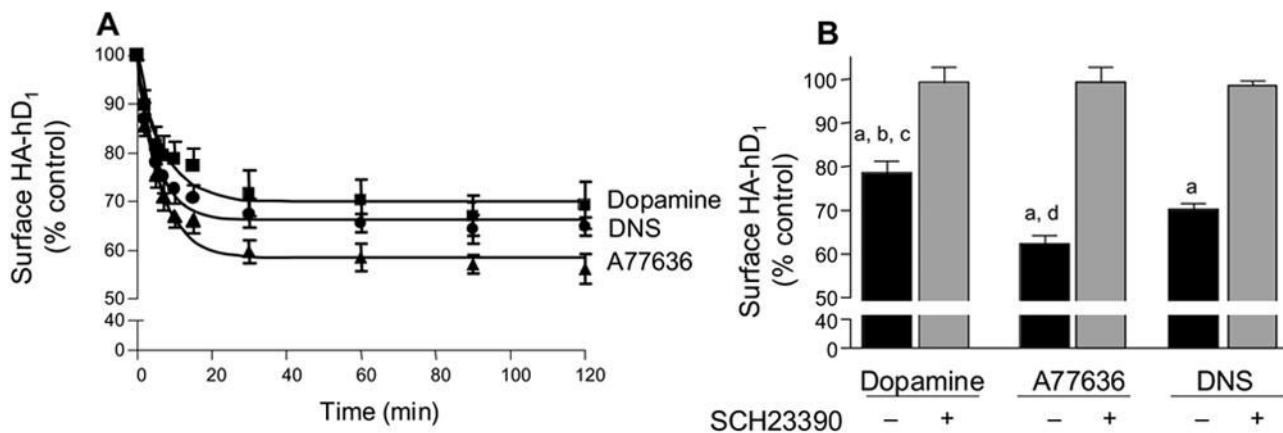 A
Surface HA-hD1
(% control)
100
90
80
70
60
50
40
0
0 20 40 60 80 100 120
Time (min)
Dopamine
DNS
A77636
B
Surface HA-hD1
(% control)
100
90
80
70
60
50
40
0
a, b, c
a, d
a
Dopamine A77636 DNS
SCH23390 – + – + – +